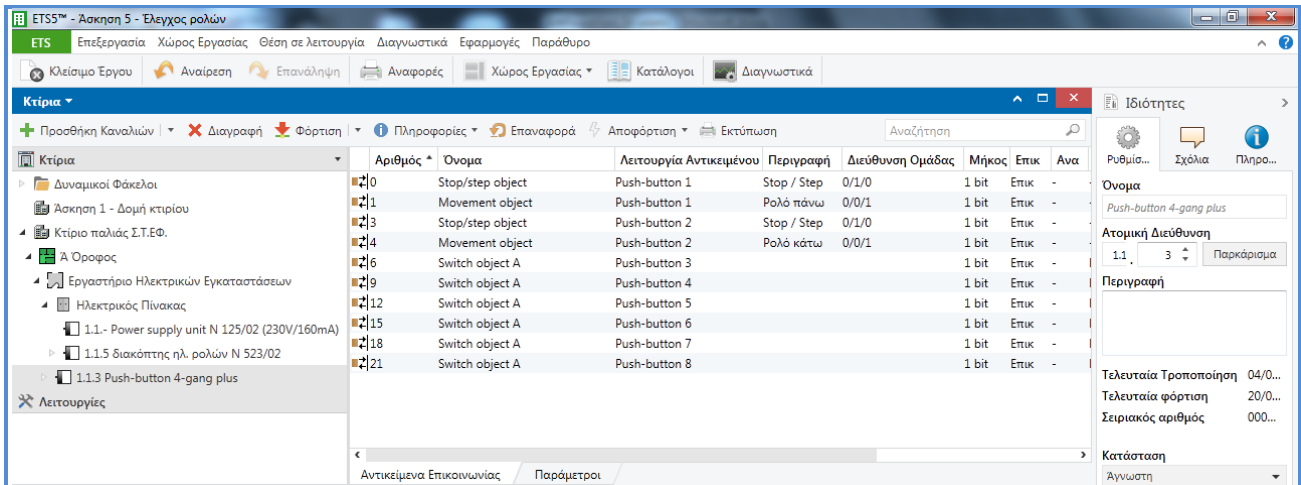 ETS5™ - Άσκηση 5 - Έλεγχος ρολών
ETS Επεξεργασία Χώρος Εργασίας Θέση σε λειτουργία Διαγνωστικά Εφαρμογές Παράθυρο
Κλείσιμο Έργου Αναίρεση Επανάληψη Αναφορές Χώρος Εργασίας Κατάλογοι Διαγνωστικά
Κτίρια
Προσθήκη Καναλιών Διαγραφή Φόρτιση Πληροφορίες Επαναφορά Αποφόρτιση Εκτύπωση Αναζήτηση
Κτίρια
Δυναμικοί Φάκελοι
Άσκηση 1 - Δομή κτιρίου
Κτίριο παλιάς Σ.Τ.ΕΦ.
Ά Όροφος
Εργαστήριο Ηλεκτρικών Εγκαταστάσεων
Ηλεκτρικός Πίνακας
1.1.- Power supply unit N 125/02 (230V/160mA)
1.1.5 διακόπτης ηλ. ρολών N 523/02
1.1.3 Push-button 4-gang plus
Λειτουργίες
Αριθμός Όνομα Λειτουργία Αντικειμένου Περιγραφή Διεύθυνση Ομάδας Μήκος Επικ Ανα
0 Stop/step object Push-button 1 Stop / Step 0/1/0 1 bit Επικ -
1 Movement object Push-button 1 Ρολό πάνω 0/0/1 1 bit Επικ -
3 Stop/step object Push-button 2 Stop / Step 0/1/0 1 bit Επικ -
4 Movement object Push-button 2 Ρολό κάτω 0/0/1 1 bit Επικ -
6 Switch object A Push-button 3 1 bit Επικ -
9 Switch object A Push-button 4 1 bit Επικ -
12 Switch object A Push-button 5 1 bit Επικ -
15 Switch object A Push-button 6 1 bit Επικ -
18 Switch object A Push-button 7 1 bit Επικ -
21 Switch object A Push-button 8 1 bit Επικ -
Αντικείμενα Επικοινωνίας Παράμετροι
Ιδιότητες
Ρυθμίσ... Σχόλια Πληρο...
Όνομα
Push-button 4-gang plus
Ατομική Διεύθυνση
1.1 . 3 Παρκάρισμα
Περιγραφή
Τελευταία Τροποποίηση 04/0...
Τελευταία φόρτιση 20/0...
Σειριακός αριθμός 000...
Κατάσταση
Άγνωστη